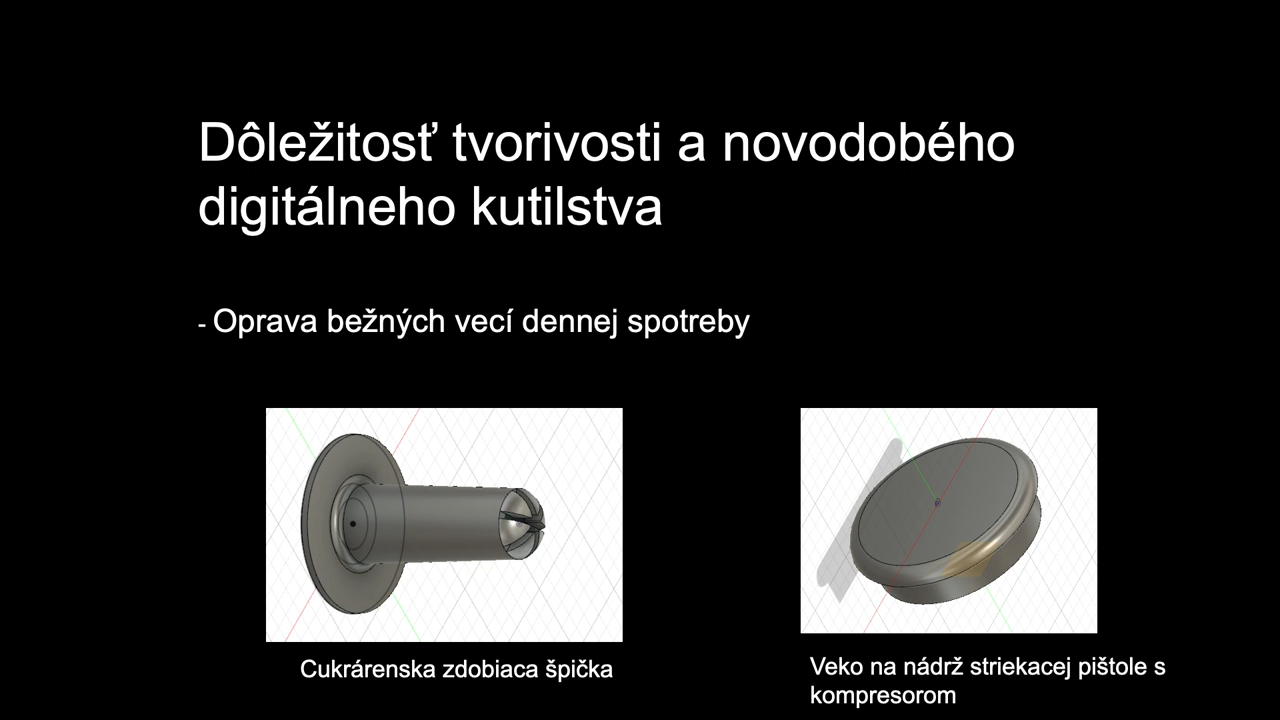 Dôležitosť tvorivosti a novodobého
digitálneho kutilstva
- Oprava bežných vecí dennej spotreby
Cukrárenska zdobiaca špička
Veko na nádrž striekacej pištole s
kompresorom